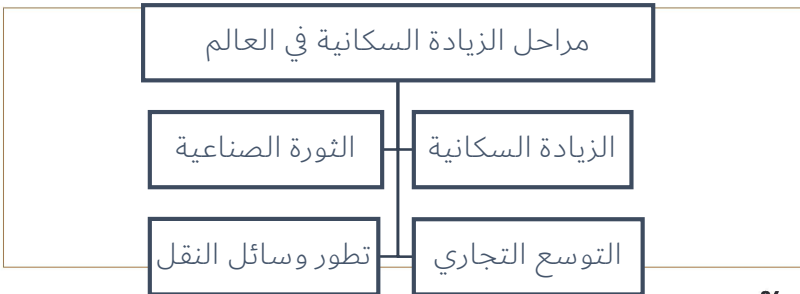 مراحل الزيادة السكانية في العالم
الزيادة السكانية
الثورة الصناعية
التوسع التجاري
تطور وسائل النقل